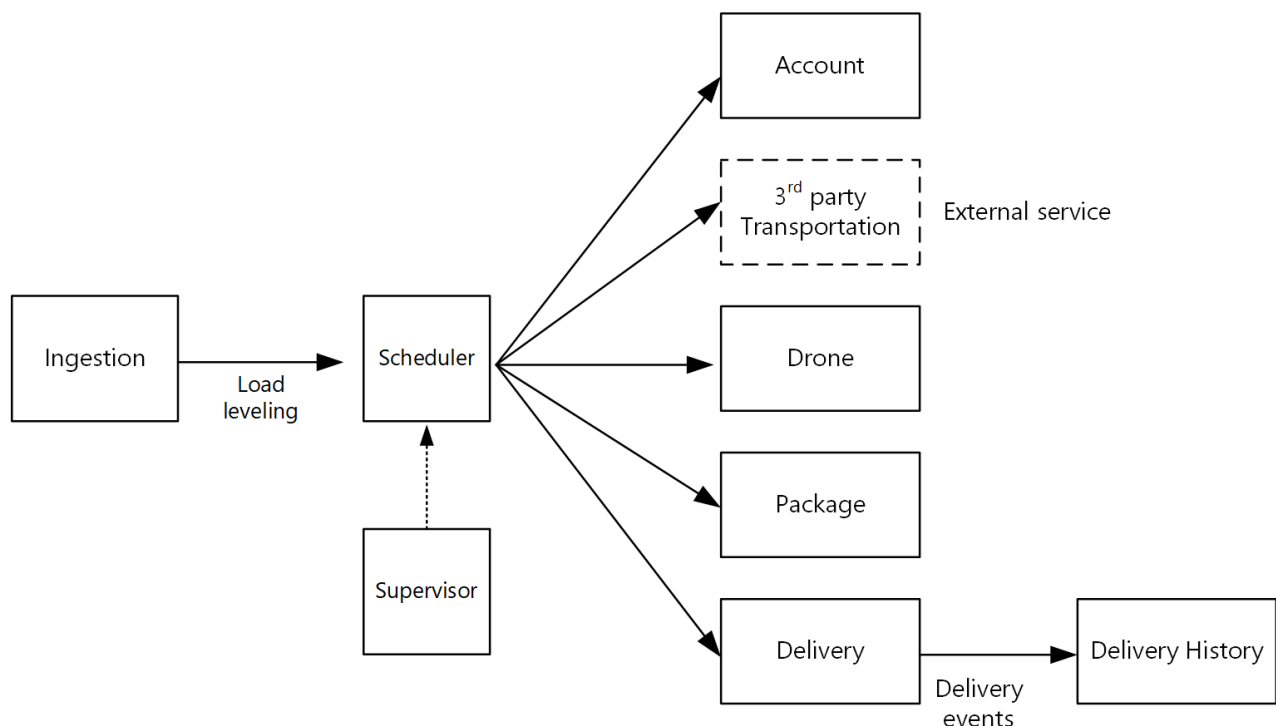 Account
3rd party
Transportation
External service
Ingestion
Load
leveling
Scheduler
Drone
Package
Supervisor
Delivery
Delivery
events
Delivery History